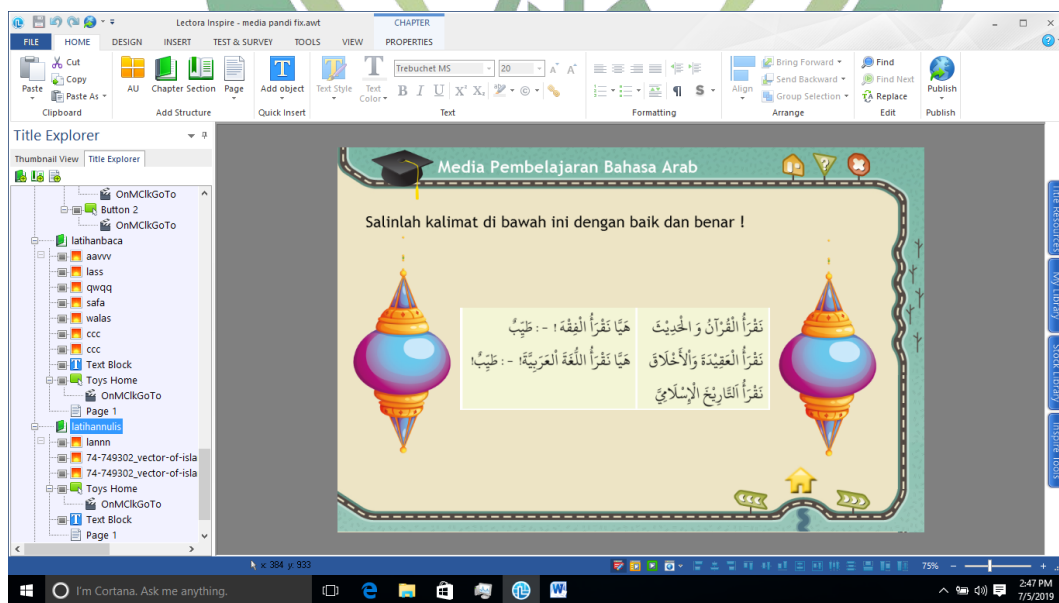 Lectora Inspire - media pandi fix.awt
CHAPTER
FILE HOME DESIGN INSERT TEST & SURVEY TOOLS VIEW PROPERTIES
Cut
Copy
Paste Paste As
AU Chapter Section Page
Add object
Text Style Text Color
Trebuchet MS 20
Align
Bring Forward
Send Backward
Group Selection
Find
Find Next
Replace
Publish
Clipboard Add Structure Quick Insert Text Formatting Arrange Edit Publish
Title Explorer
Thumbnail View Title Explorer
OnMClkGoTo
Button 2
OnMClkGoTo
latihanbaca
aavvv
lass
qwqq
safa
walas
ccc
ccc
Text Block
Toys Home
OnMClkGoTo
Page 1
latihannulis
lannn
74-749302_vector-of-isla
74-749302_vector-of-isla
Toys Home
OnMClkGoTo
Text Block
Page 1
Media Pembelajaran Bahasa Arab
Salinlah kalimat di bawah ini dengan baik dan benar !
نَقْرَأُ الْقُرْآنُ وَ الْحَدِيْثَ هَيَّا نَقْرَأُ الْفِقْهَ ! - : طَيِّبٌ
نَقْرَأُ الْعَقِيْدَةَ وَالْأَخْلَاقَ هَيَّا نَقْرَأُ اللُّغَةَ الْعَرَبِيَّةَ! - : طَيِّبٌ!
نَقْرَأُ اَلتَّارِيْخَ الْإِسْلَامِيَّ
Title Resources
My Library
Stock Library
Inspire Tools
x: 384 y: 933
75%
I'm Cortana. Ask me anything.
2:47 PM
7/5/2019